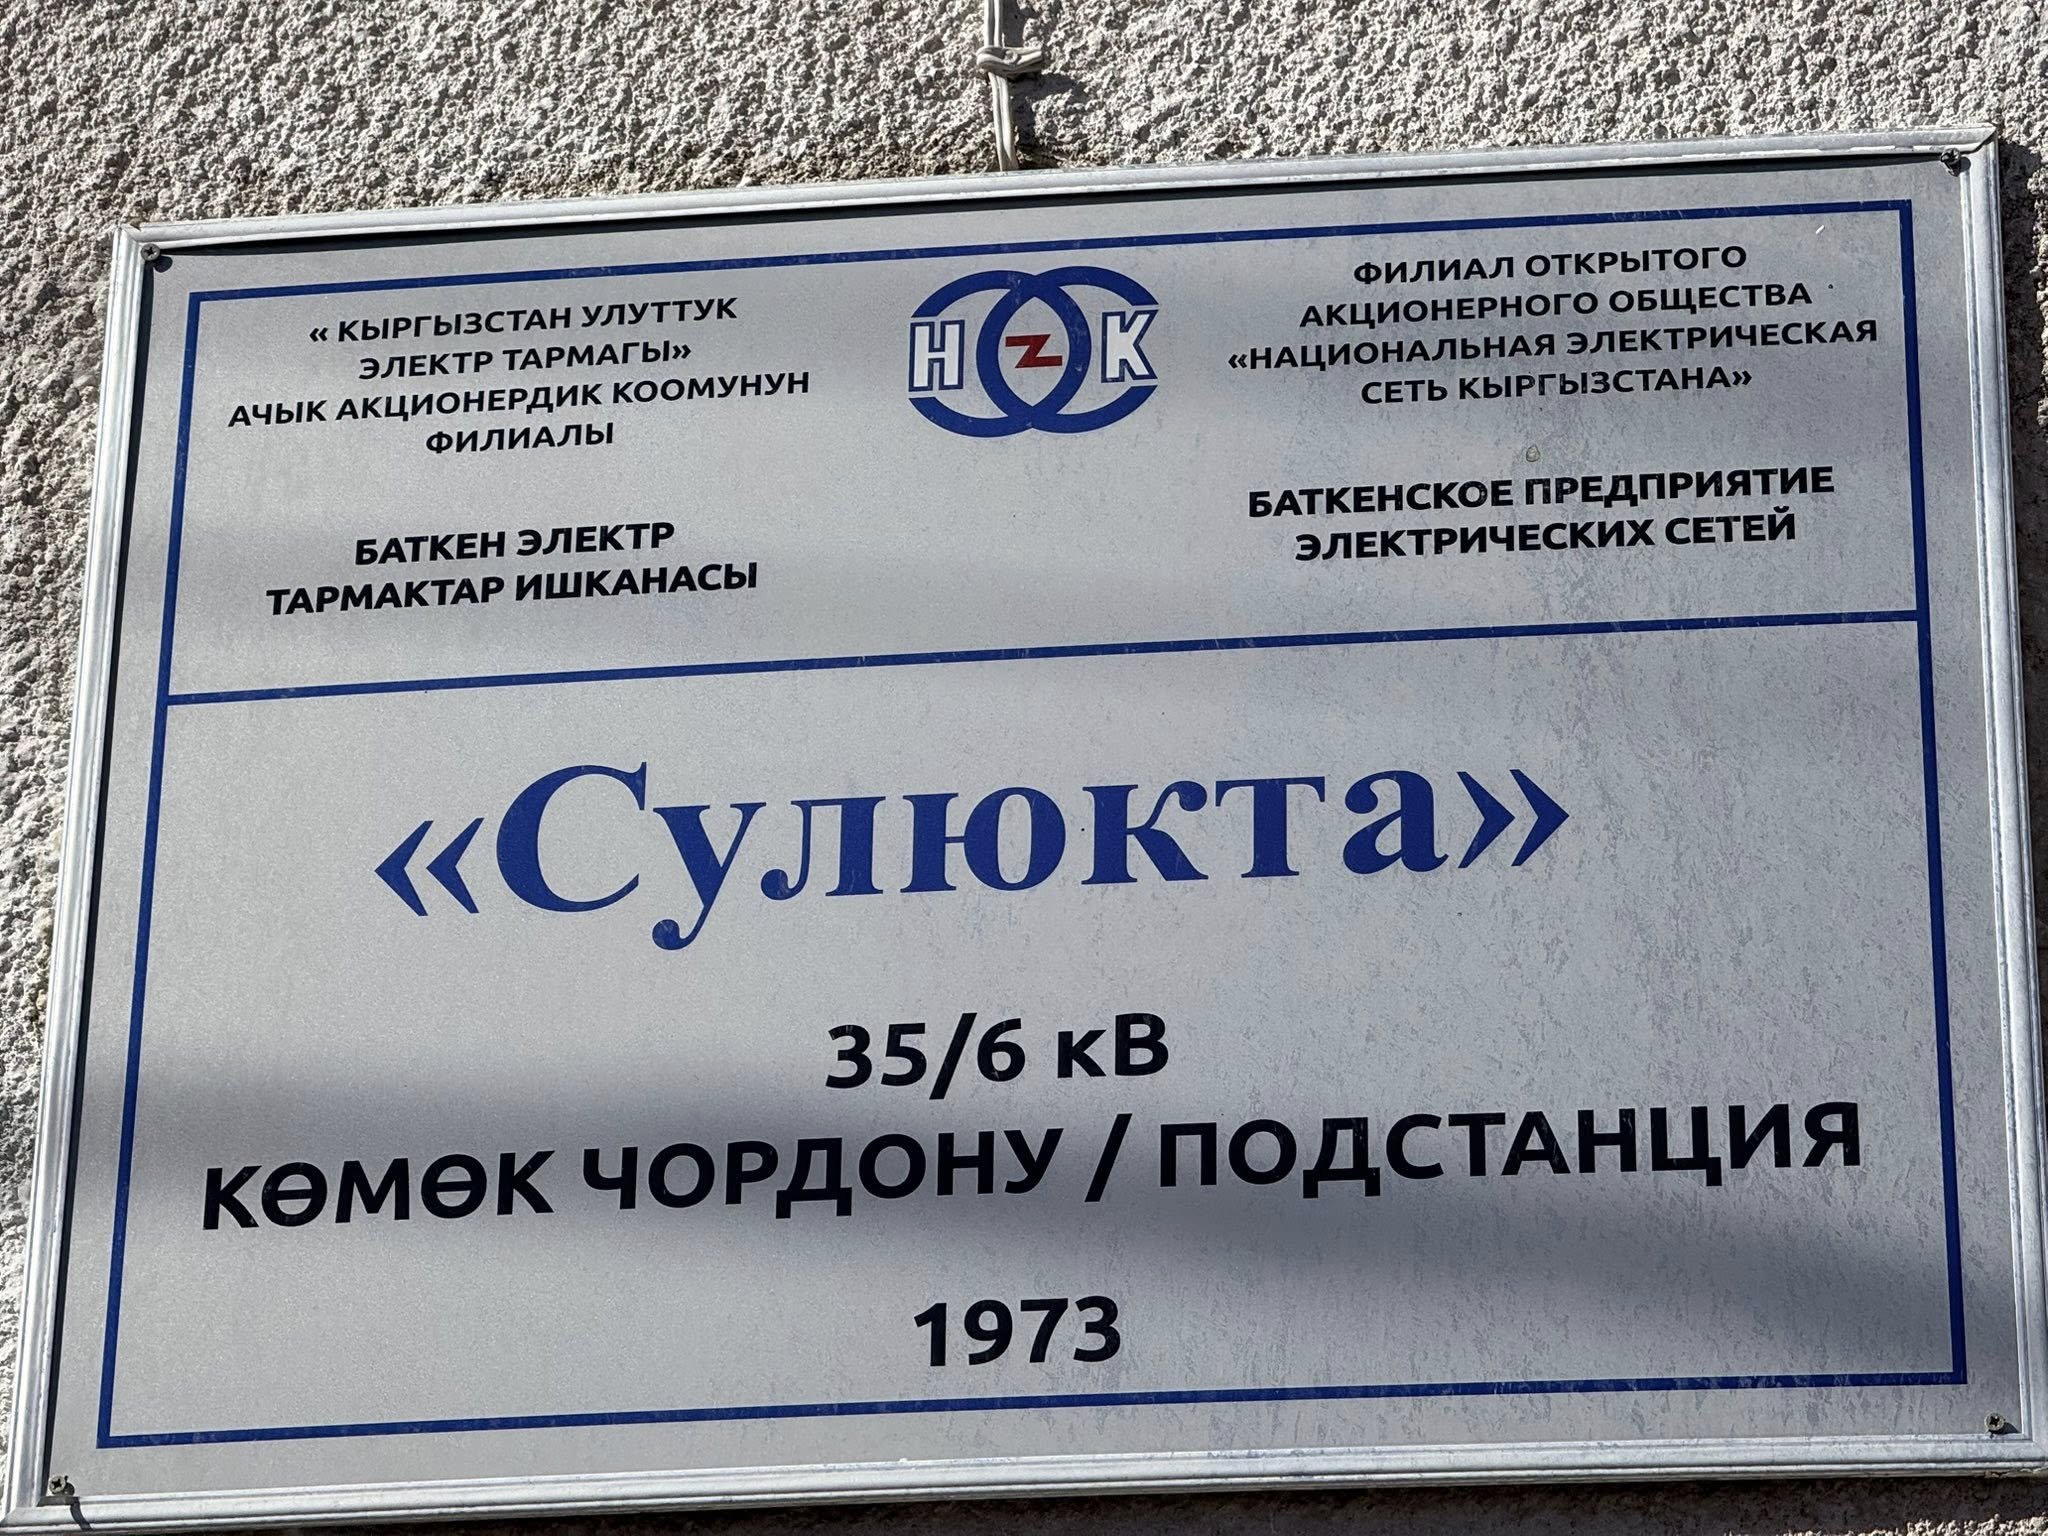 « КЫРГЫЗСТАН УЛУТТУК
ЭЛЕКТР ТАРМАГЫ»
АЧЫК АКЦИОНЕРДИК КООМУНУН
ФИЛИАЛЫ
БАТКЕН ЭЛЕКТР
ТАРМАКТАР ИШКАНАСЫ
Н Э К
ФИЛИАЛ ОТКРЫТОГО
АКЦИОНЕРНОГО ОБЩЕСТВА
«НАЦИОНАЛЬНАЯ ЭЛЕКТРИЧЕСКАЯ
СЕТЬ КЫРГЫЗСТАНА»
БАТКЕНСКОЕ ПРЕДПРИЯТИЕ
ЭЛЕКТРИЧЕСКИХ СЕТЕЙ
«Сулюкта»
35/6 кВ
КӨМӨК ЧОРДОНУ / ПОДСТАНЦИЯ
1973